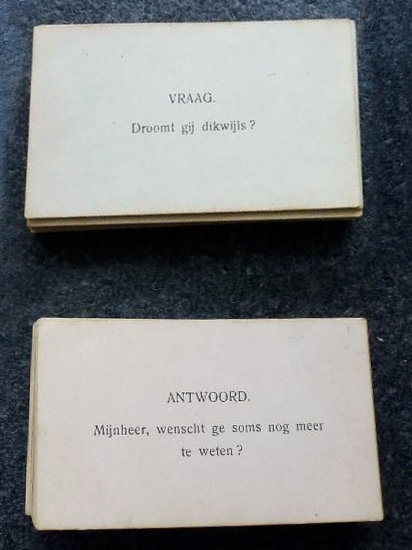 VRAAG.
Droomt gij dikwijls?
ANTWOORD.
Mijnheer, wenscht ge soms nog meer
te weten?